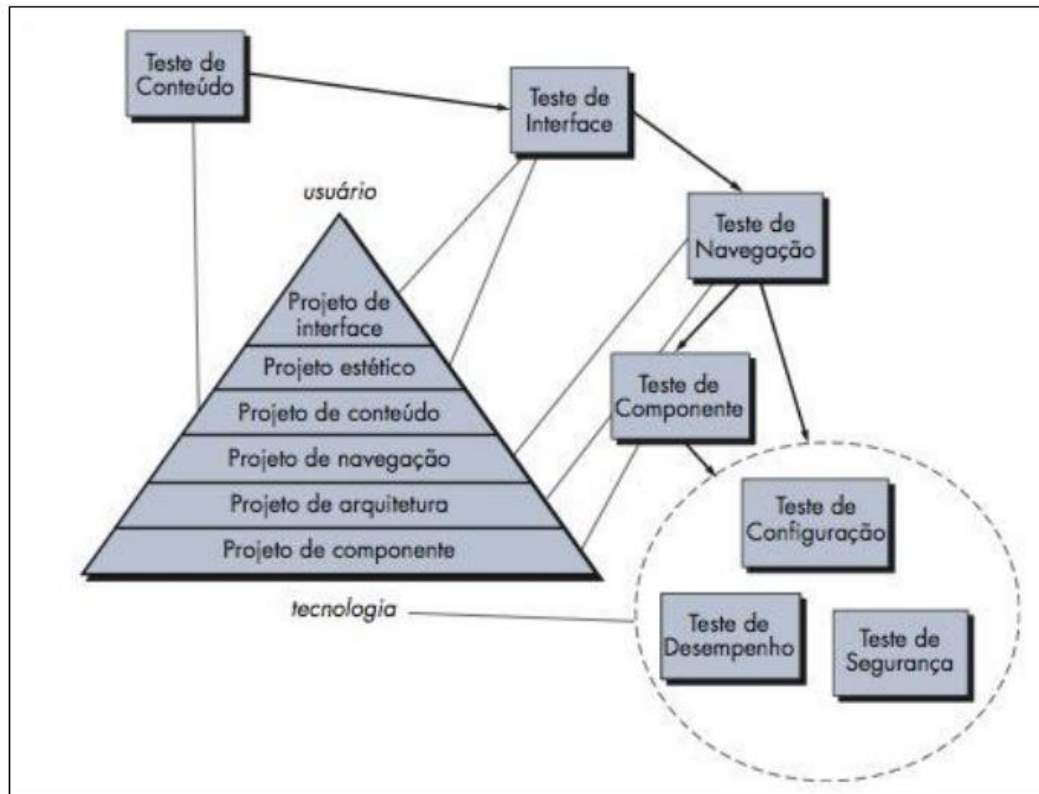 Teste de
Conteúdo
Teste de
Interface
usuário
Teste de
Navegação
Projeto de
interface
Projeto estético
Teste de
Componente
Projeto de conteúdo
Projeto de navegação
Projeto de arquitetura
Teste de
Configuração
Projeto de componente
tecnologia
Teste de
Desempenho
Teste de
Segurança